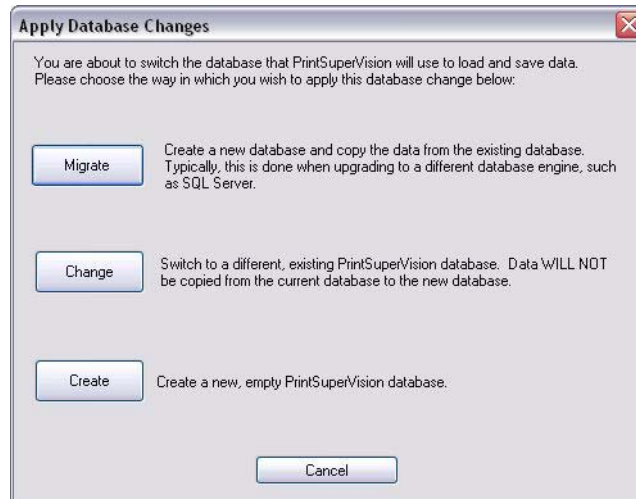 Apply Database Changes
You are about to switch the database that PrintSuperVision will use to load and save data.
Please choose the way in which you wish to apply this database change below:
Migrate
Create a new database and copy the data from the existing database.
Typically, this is done when upgrading to a different database engine, such
as SQL Server.
Change
Switch to a different, existing PrintSuperVision database. Data WILL NOT
be copied from the current database to the new database.
Create
Create a new, empty PrintSuperVision database.
Cancel